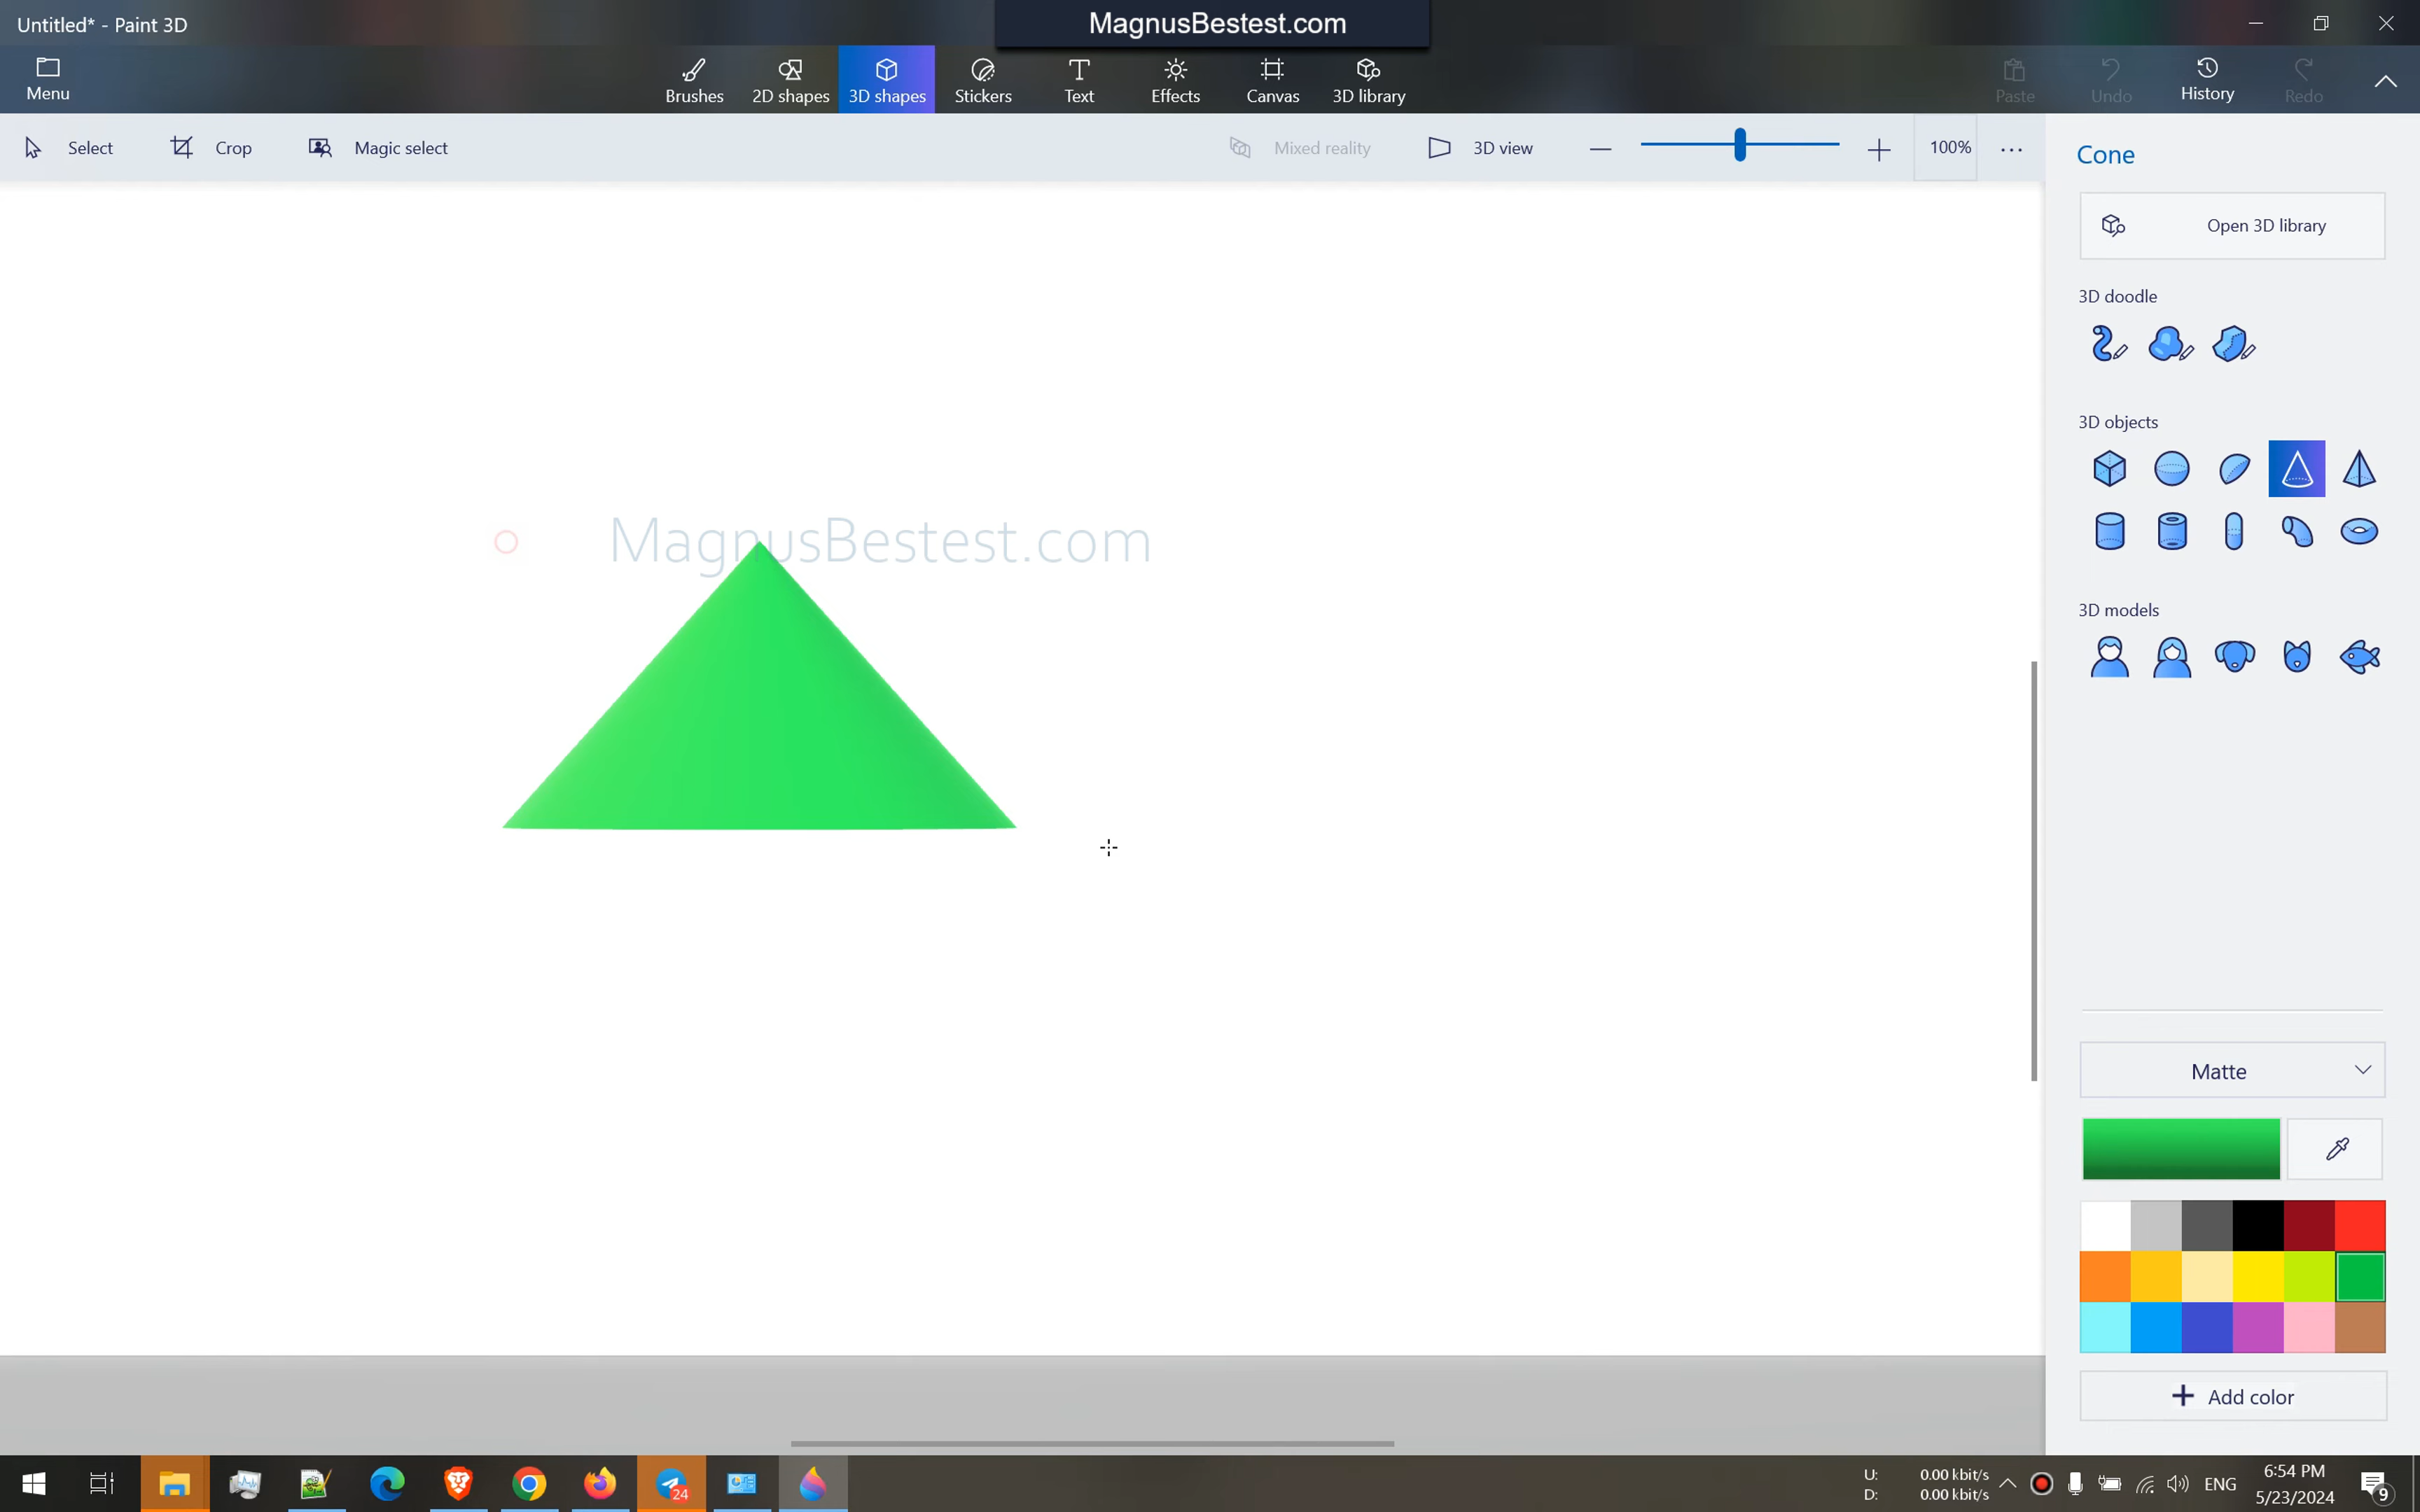 Untitled* - Paint 3D
MagnusBestest.com
Menu
Brushes
2D shapes
3D shapes
Stickers
Text
Effects
Canvas
3D library
Paste
Undo
History
Redo
Select
Crop
Magic select
Mixed reality
3D view
100%
Cone
Open 3D library
3D doodle
3D objects
3D models
MagnusBestest.com
Matte
Add color
24
U: 0.00 kbit/s
D: 0.00 kbit/s
ENG
6:54 PM
5/23/2024
9